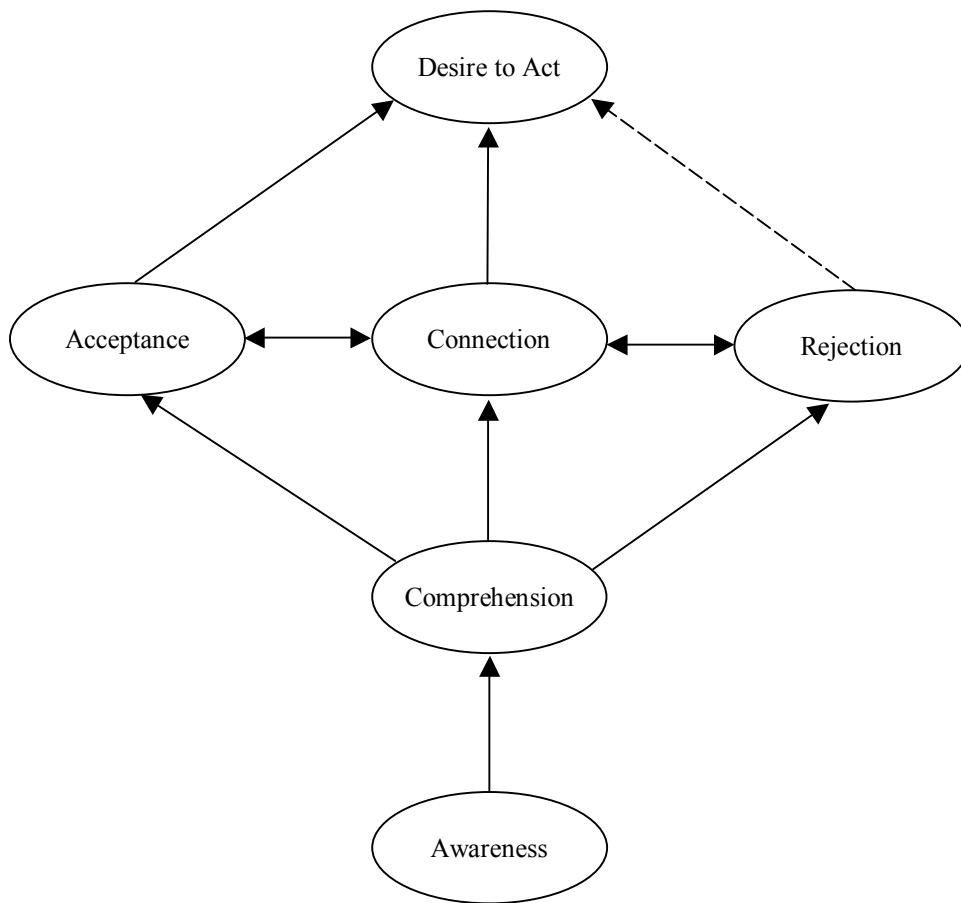 Desire to Act
Acceptance
Connection
Rejection
Comprehension
Awareness